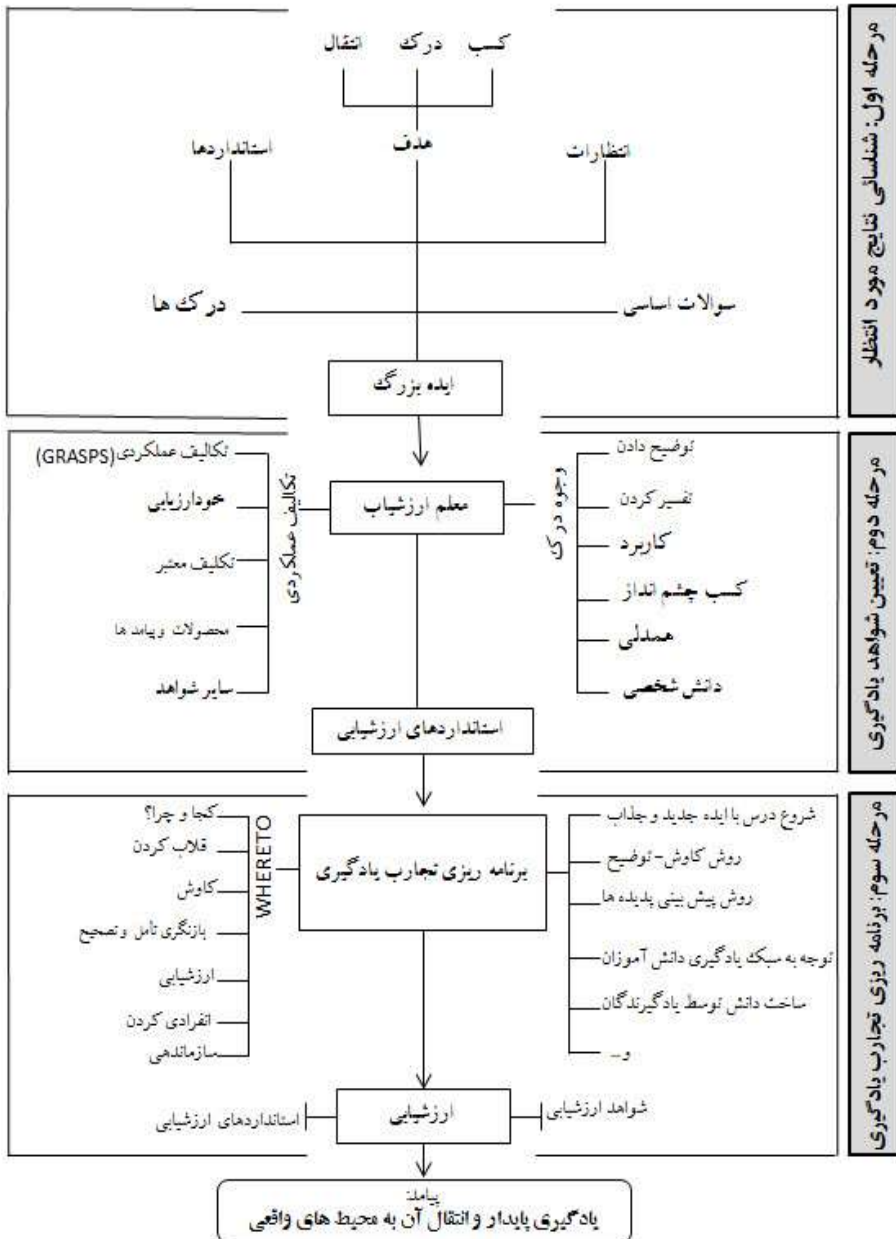 مرحله اول: شناسائی نتایج مورد انتظار
کسب
درک
انتقال
انتظارات
هدف
استانداردها
سوالات اساسی
درک ها
ایده بزرگ
مرحله دوم: تعیین شواهد یادگیری
توضیح دادن
تفسیر کردن
کاربرد
کسب چشم انداز
همدلی
دانش شخصی
وجوه درک
معلم ارزشیاب
تکالیف عملکردی
تکالیف عملکردی (GRASPS)
خودارزیابی
تکلیف معتبر
محصولات و پیامد ها
سایر شواهد
استانداردهای ارزشیابی
مرحله سوم: برنامه ریزی تجارب یادگیری
شروع درس با ایده جدید و جذاب
روش کاوش- توضیح
روش پیش بینی پدیده ها
توجه به سبک یادگیری دانش آموزان
ساخت دانش توسط یادگیرندگان
و...
برنامه ریزی تجارب یادگیری
WHERETO
کجا و چرا؟
قلاب کردن
کاوش
بازنگری تأمل و تصحیح
ارزشیابی
انفرادی کردن
سازماندهی
شواهد ارزشیابی
ارزشیابی
استانداردهای ارزشیابی
پیامد:
یادگیری پایدار و انتقال آن به محیط های واقعی